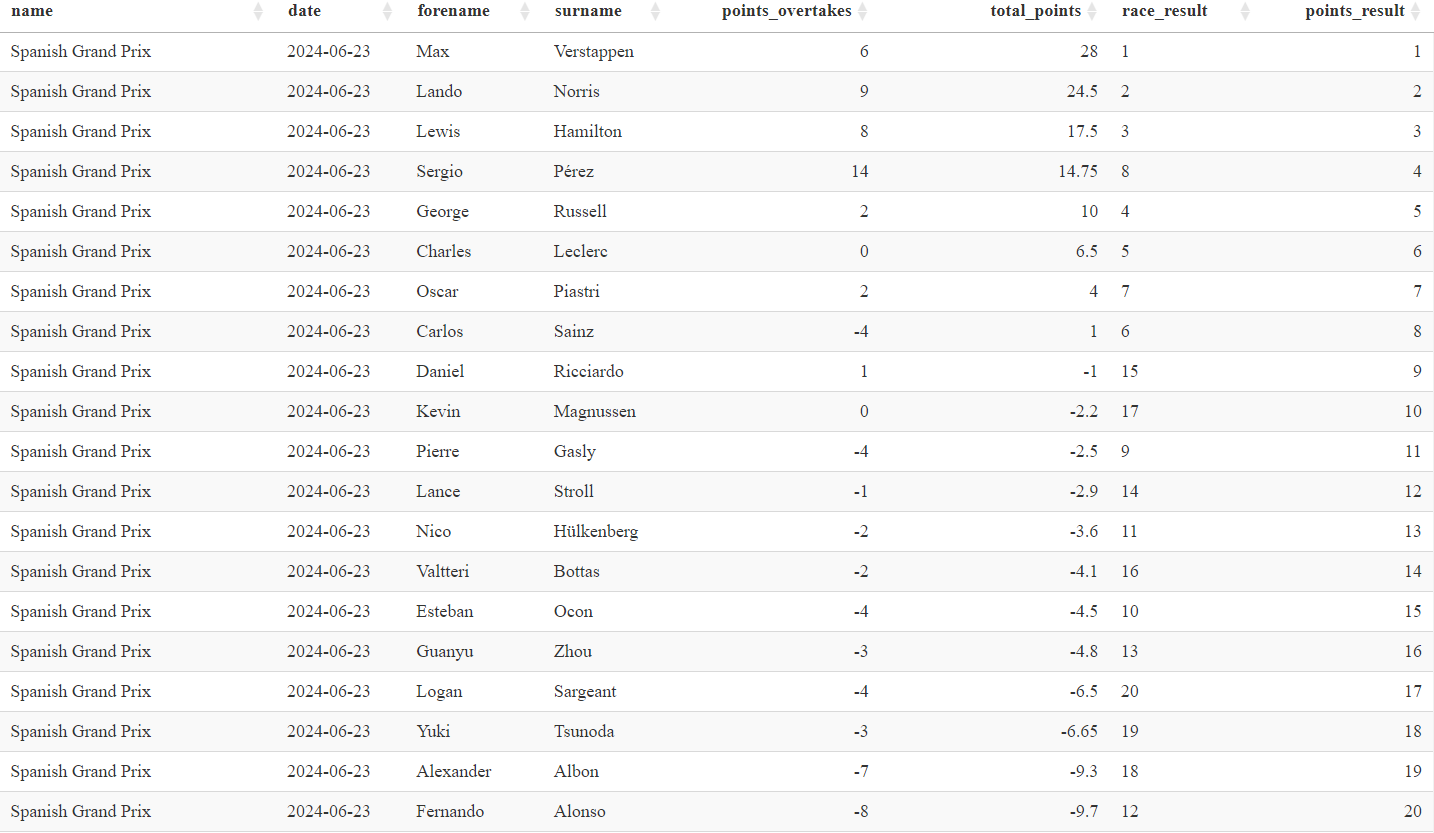 name date forename surname points_overtakes total_points race_result points_result
Spanish Grand Prix 2024-06-23 Max Verstappen 6 28 1 1
Spanish Grand Prix 2024-06-23 Lando Norris 9 24.5 2 2
Spanish Grand Prix 2024-06-23 Lewis Hamilton 8 17.5 3 3
Spanish Grand Prix 2024-06-23 Sergio Pérez 14 14.75 8 4
Spanish Grand Prix 2024-06-23 George Russell 2 10 4 5
Spanish Grand Prix 2024-06-23 Charles Leclerc 0 6.5 5 6
Spanish Grand Prix 2024-06-23 Oscar Piastri 2 4 7 7
Spanish Grand Prix 2024-06-23 Carlos Sainz -4 1 6 8
Spanish Grand Prix 2024-06-23 Daniel Ricciardo 1 -1 15 9
Spanish Grand Prix 2024-06-23 Kevin Magnussen 0 -2.2 17 10
Spanish Grand Prix 2024-06-23 Pierre Gasly -4 -2.5 9 11
Spanish Grand Prix 2024-06-23 Lance Stroll -1 -2.9 14 12
Spanish Grand Prix 2024-06-23 Nico Hülkenberg -2 -3.6 11 13
Spanish Grand Prix 2024-06-23 Valtteri Bottas -2 -4.1 16 14
Spanish Grand Prix 2024-06-23 Esteban Ocon -4 -4.5 10 15
Spanish Grand Prix 2024-06-23 Guanyu Zhou -3 -4.8 13 16
Spanish Grand Prix 2024-06-23 Logan Sargeant -4 -6.5 20 17
Spanish Grand Prix 2024-06-23 Yuki Tsunoda -3 -6.65 19 18
Spanish Grand Prix 2024-06-23 Alexander Albon -7 -9.3 18 19
Spanish Grand Prix 2024-06-23 Fernando Alonso -8 -9.7 12 20